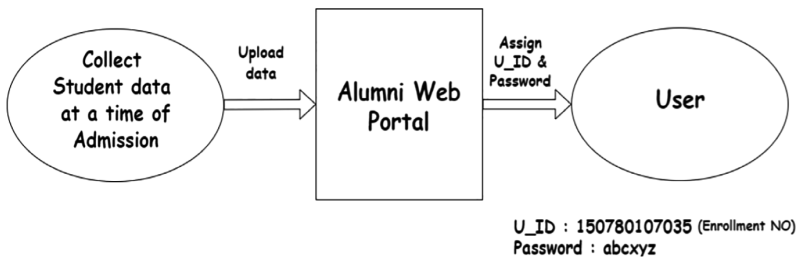 Collect
Student data
at a time of
Admission
Upload
data
Alumni Web
Portal
Assign
U_ID &
Password
User
U_ID : 150780107035 (Enrollment NO)
Password : abcxyz